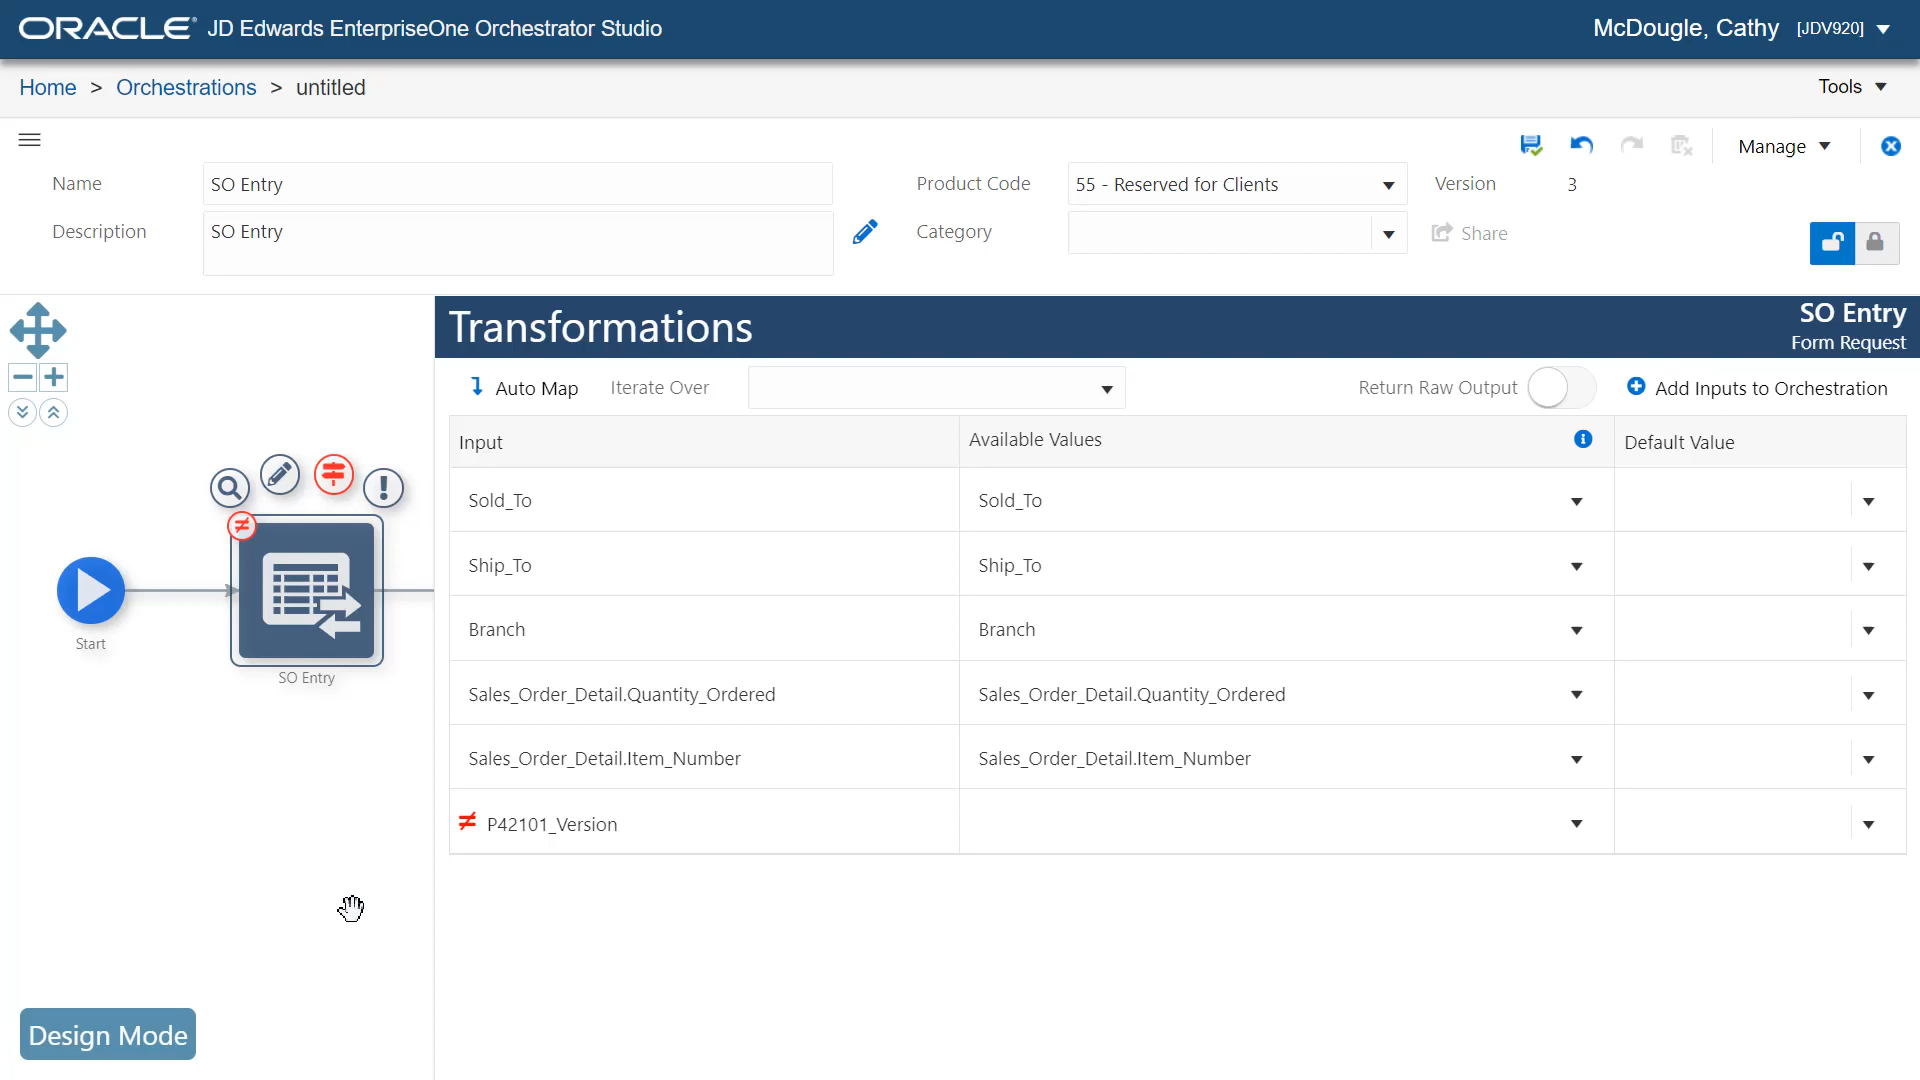 ORACLE JD Edwards EnterpriseOne Orchestrator Studio
McDougle, Cathy [JDV920]
Home > Orchestrations > untitled
Tools
Manage
Name
SO Entry
Product Code
55 - Reserved for Clients
Version
3
Description
SO Entry
Category
Share
Transformations
SO Entry
Form Request
Auto Map
Iterate Over
Return Raw Output
Add Inputs to Orchestration
Input
Available Values
Default Value
Sold_To
Sold_To
Ship_To
Ship_To
Branch
Branch
Sales_Order_Detail.Quantity_Ordered
Sales_Order_Detail.Quantity_Ordered
Sales_Order_Detail.Item_Number
Sales_Order_Detail.Item_Number
≠ P42101_Version
Start
SO Entry
Design Mode